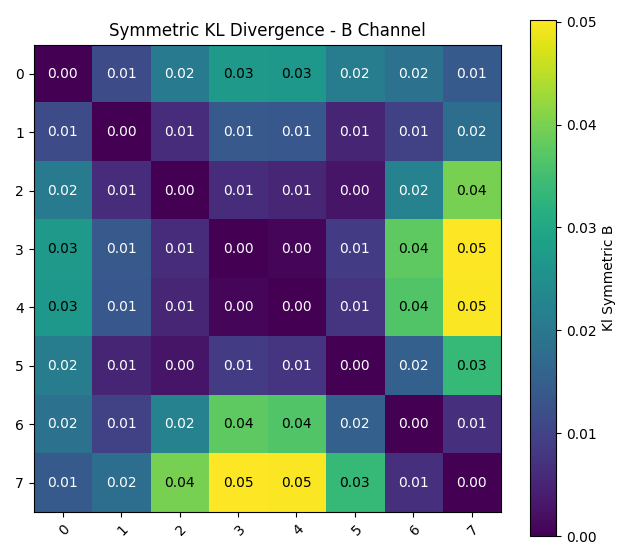 Symmetric KL Divergence - B Channel
0 0.00 0.01 0.02 0.03 0.03 0.02 0.02 0.01
1 0.01 0.00 0.01 0.01 0.01 0.01 0.01 0.02
2 0.02 0.01 0.00 0.01 0.01 0.00 0.02 0.04
3 0.03 0.01 0.01 0.00 0.00 0.01 0.04 0.05
4 0.03 0.01 0.01 0.00 0.00 0.01 0.04 0.05
5 0.02 0.01 0.00 0.01 0.01 0.00 0.02 0.03
6 0.02 0.01 0.02 0.04 0.04 0.02 0.00 0.01
7 0.01 0.02 0.04 0.05 0.05 0.03 0.01 0.00
0 1 2 3 4 5 6 7
0.05
0.04
0.03
0.02
0.01
0.00
Kl Symmetric B